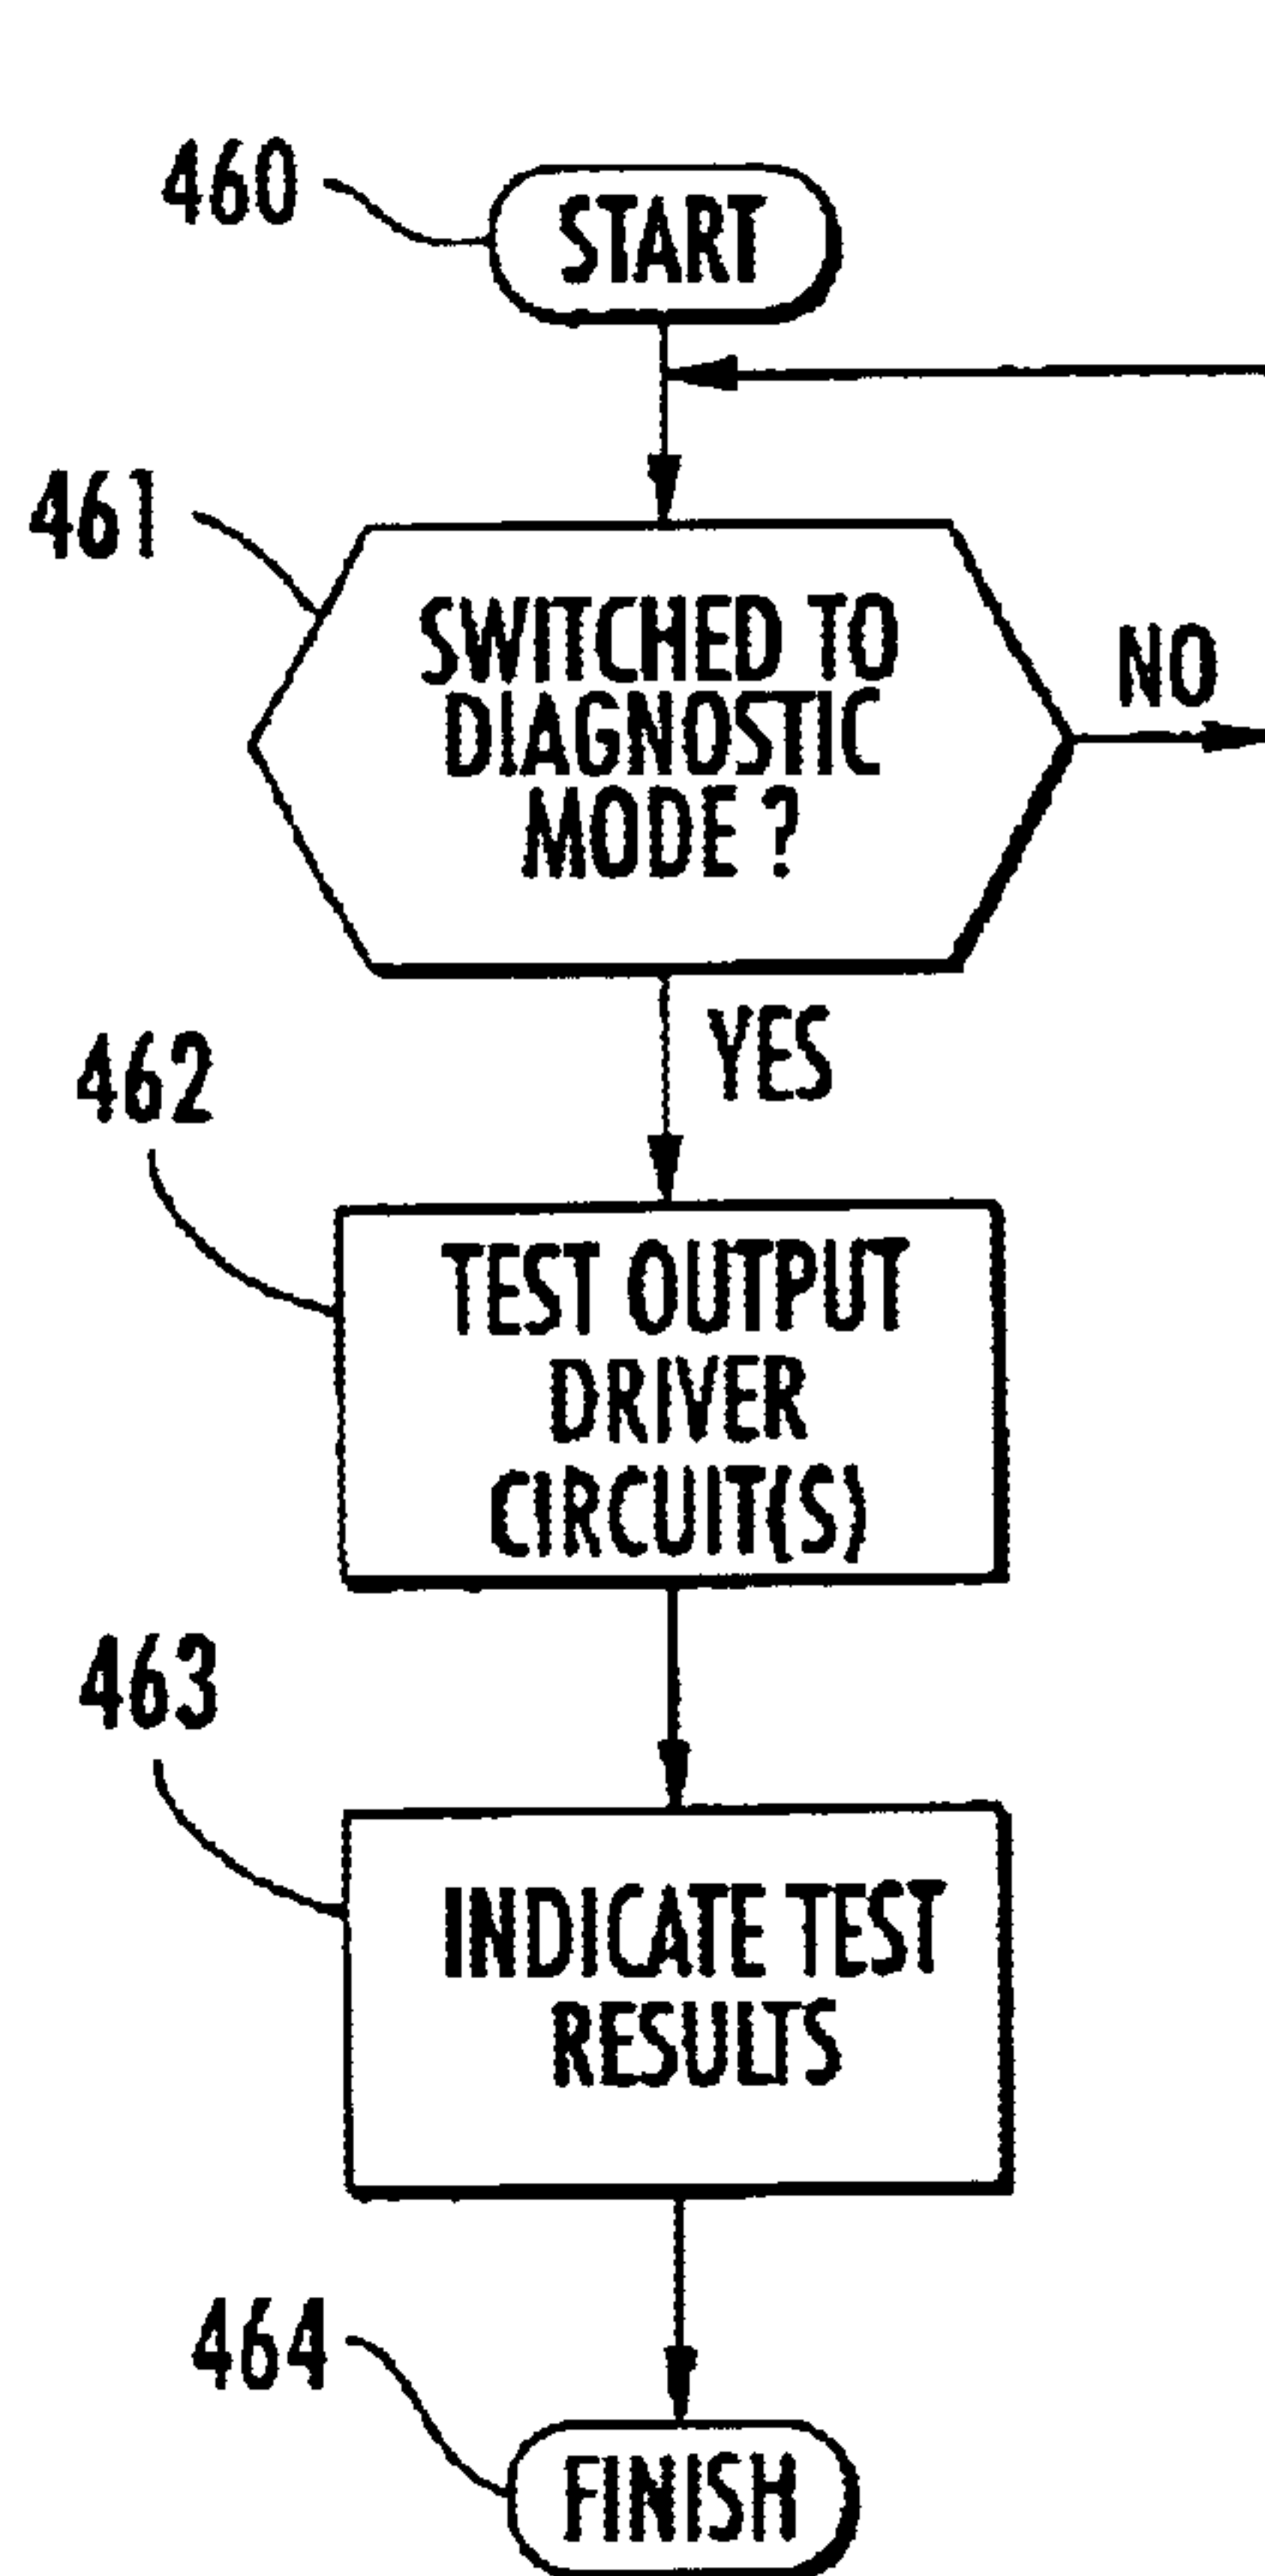 460
START
461
SWITCHED TO
DIAGNOSTIC
MODE ?
NO
YES
462
TEST OUTPUT
DRIVER
CIRCUIT(S)
463
INDICATE TEST
RESULTS
464
FINISH